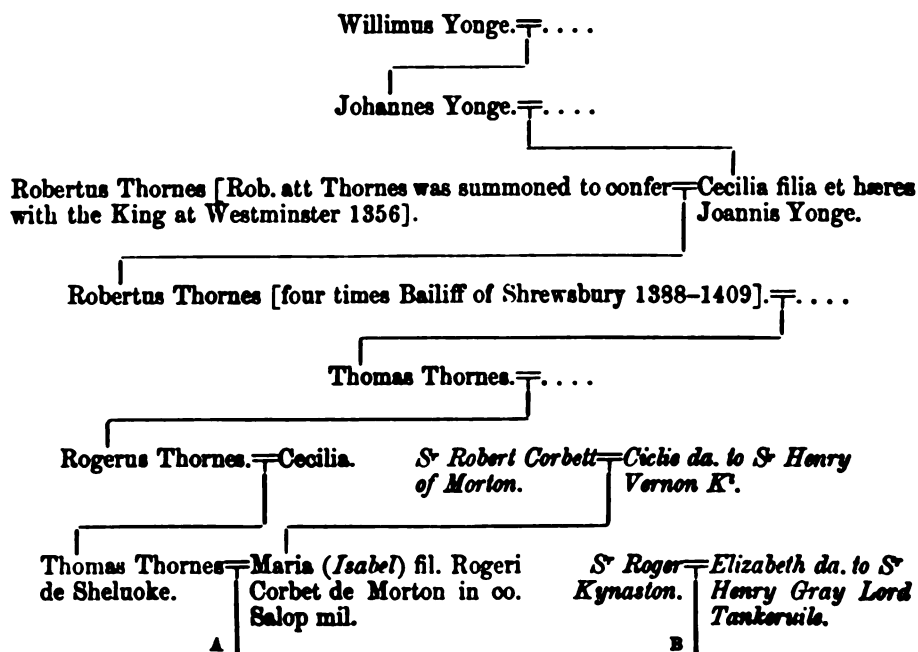 Willimus Yonge.=. . . .
Johannes Yonge.=. . . .
Robertus Thornes [Rob. att Thornes was summoned to confer=Cecilia filia et hæres
with the King at Westminster 1356]. Joannis Yonge.
Robertus Thornes [four times Bailiff of Shrewsbury 1388–1409].=. . . .
Thomas Thornes.=. . . .
Rogerus Thornes.=Cecilia. Sr Robert Corbett=Ciclie da. to Sr Henry
of Morton. Vernon Kt.
Thomas Thornes=Maria (Isabel) fil. Rogeri Sr Roger=Elizabeth da. to Sr
de Sheluoke. Corbet de Morton in co. Kynaston. Henry Gray Lord
Salop mil. Tankeruile.
A B